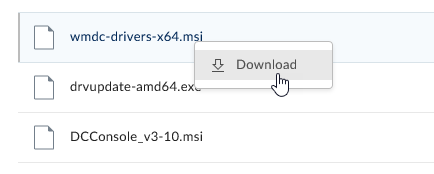 wmdc-drivers-x64.msi
Download
drvupdate-amd64.exe
DCConsole_v3-10.msi